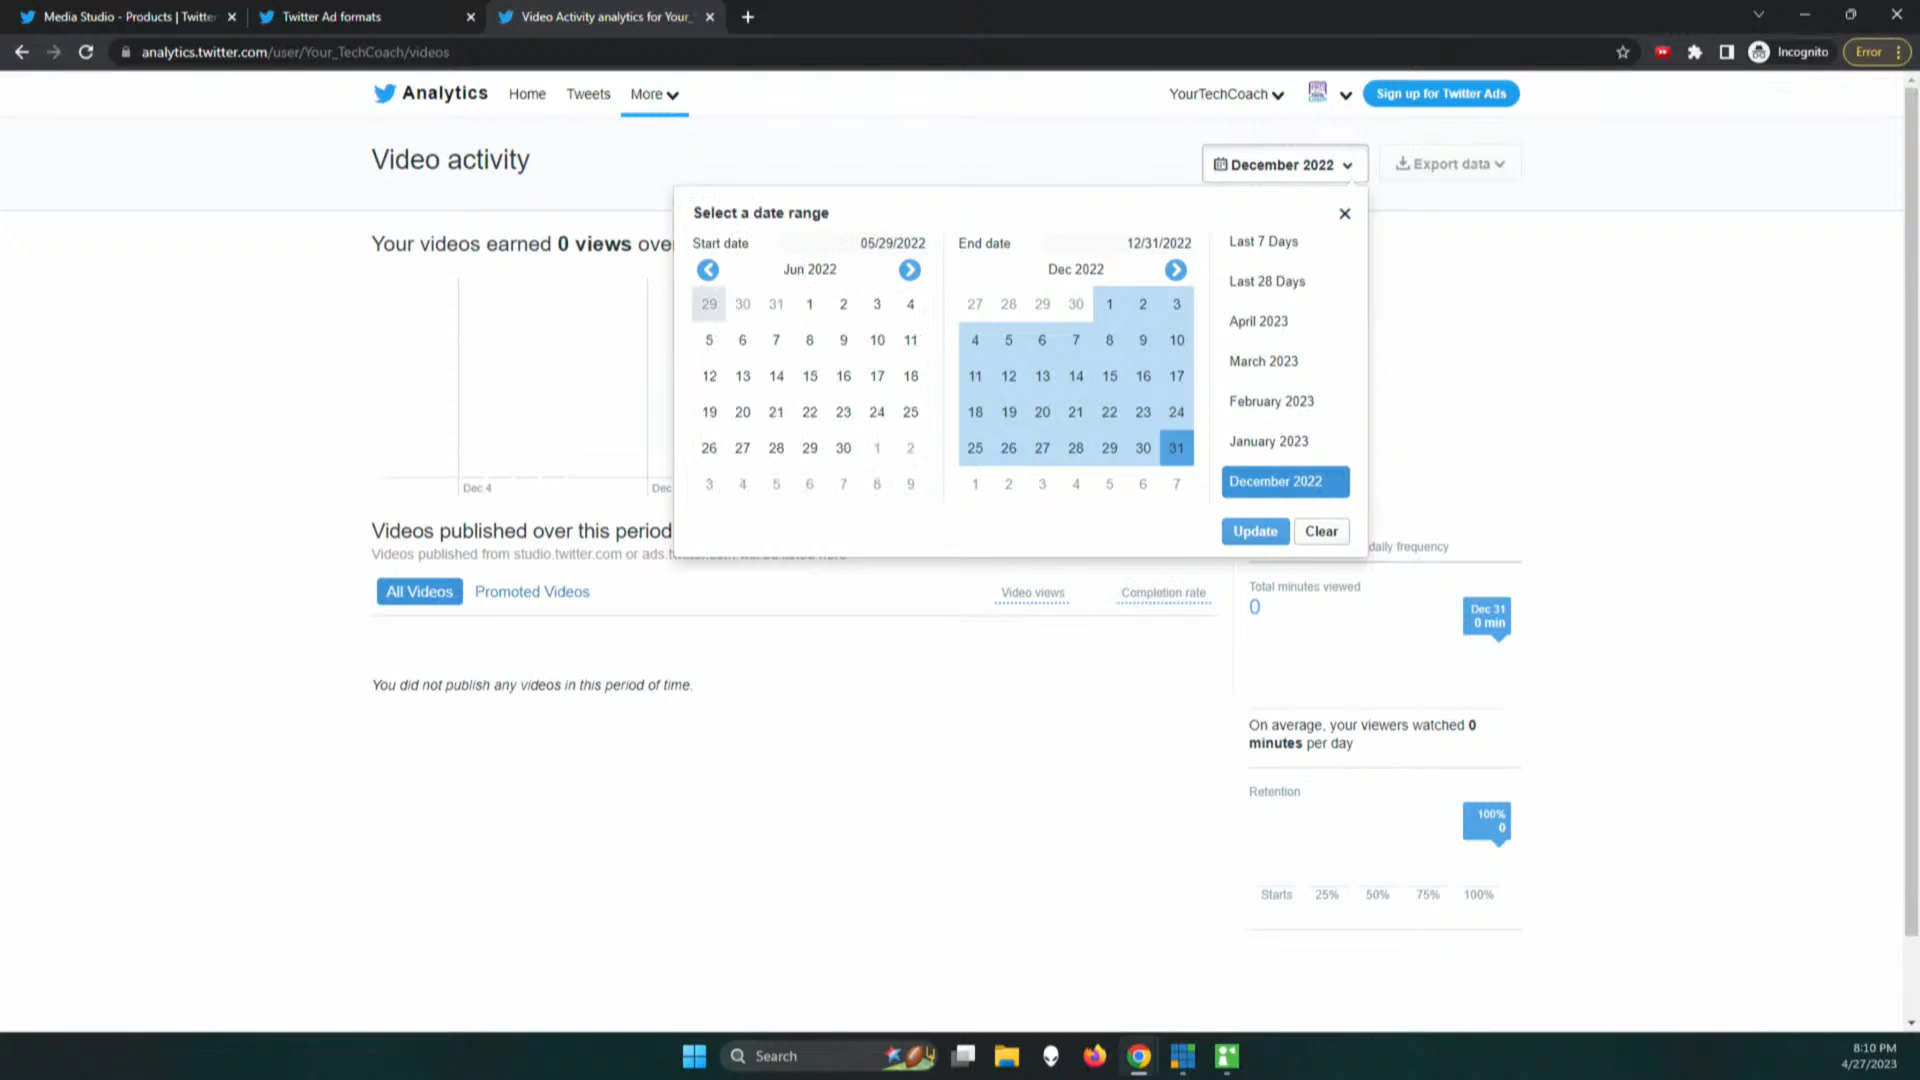 Media Studio - Products | Twitter
Twitter Ad formats
Video Activity analytics for Your_
analytics.twitter.com/user/Your_TechCoach/videos
Incognito
Error
Analytics
Home
Tweets
More
YourTechCoach
Sign up for Twitter Ads
Video activity
December 2022
Export data
Your videos earned 0 views ove
Select a date range
Start date 05/29/2022
End date 12/31/2022
Jun 2022
29 30 31 1 2 3 4
5 6 7 8 9 10 11
12 13 14 15 16 17 18
19 20 21 22 23 24 25
26 27 28 29 30 1 2
3 4 5 6 7 8 9
Dec 2022
27 28 29 30 1 2 3
4 5 6 7 8 9 10
11 12 13 14 15 16 17
18 19 20 21 22 23 24
25 26 27 28 29 30 31
1 2 3 4 5 6 7
Last 7 Days
Last 28 Days
April 2023
March 2023
February 2023
January 2023
December 2022
Update
Clear
Dec 4
Dec
Videos published over this period
Videos published from studio.twitter.com or ads.t
daily frequency
All Videos
Promoted Videos
Video views
Completion rate
You did not publish any videos in this period of time.
Total minutes viewed
0
Dec 31
0 min
On average, your viewers watched 0
minutes per day
Retention
100%
0
Starts 25% 50% 75% 100%
Search
8:10 PM
4/27/2023